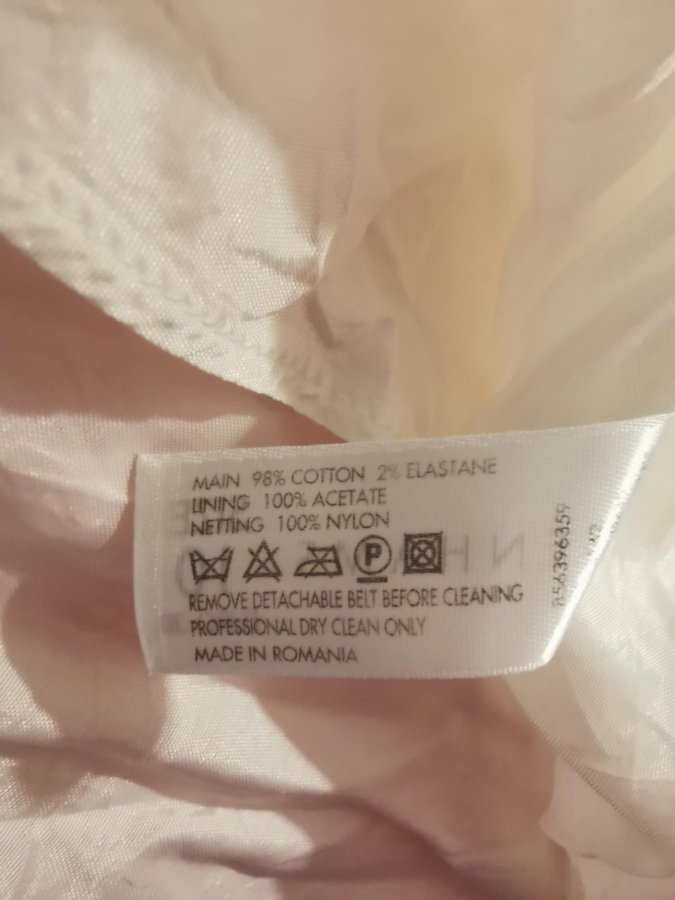 MAIN 98% COTTON 2% ELASTANE
LINING 100% ACETATE
NETTING 100% NYLON
P
REMOVE DETACHABLE BELT BEFORE CLEANING
PROFESSIONAL DRY CLEAN ONLY
MADE IN ROMANIA